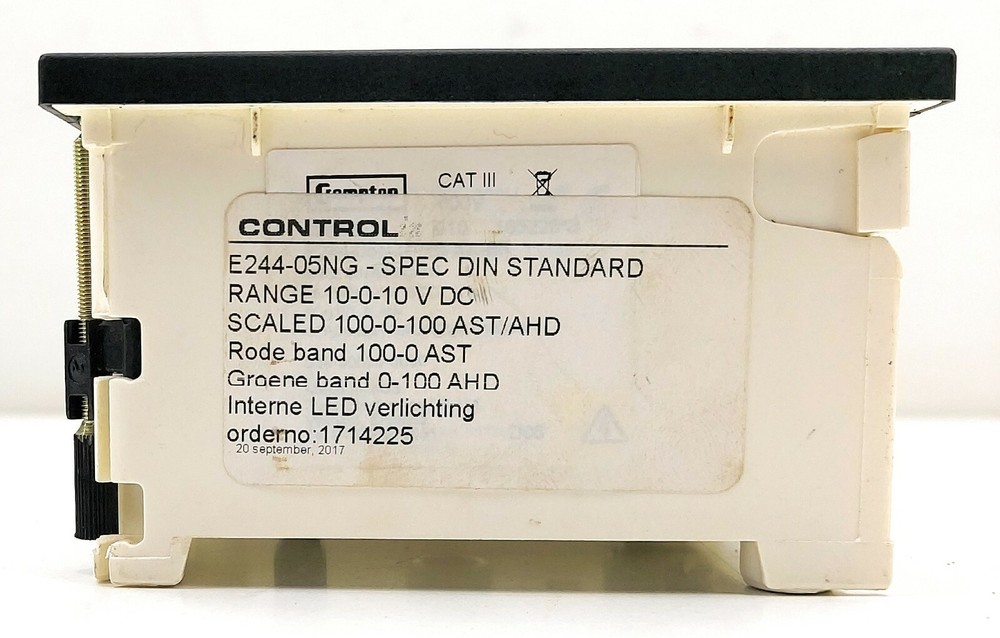 Crompton
CAT III
CONTROL
E244-05NG - SPEC DIN STANDARD
RANGE 10-0-10 V DC
SCALED 100-0-100 AST/AHD
Rode band 100-0 AST
Groene band 0-100 AHD
Interne LED verlichting
orderno:1714225
20 september, 2017